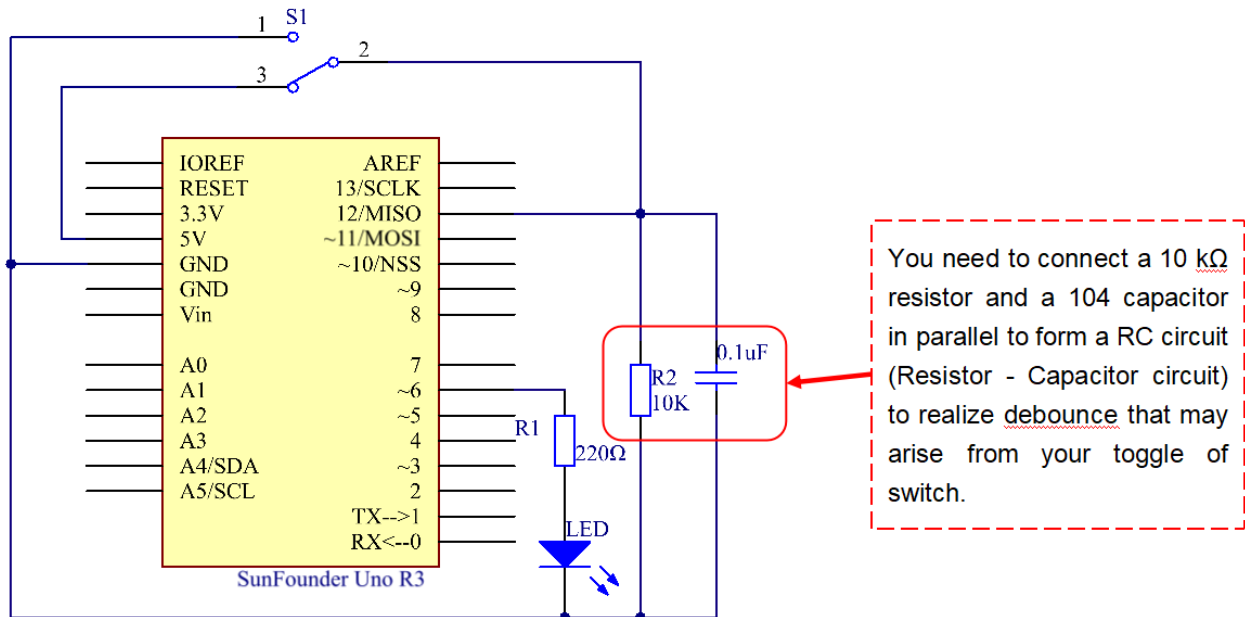 1 S1
2
3
IOREF AREF
RESET 13/SCLK
3.3V 12/MISO
5V ~11/MOSI
GND ~10/NSS
GND ~9
Vin 8
A0 7
A1 ~6
A2 ~5
A3 4
A4/SDA ~3
A5/SCL 2
TX-->1
RX<--0
SunFounder Uno R3
R1
220Ω
LED
R2
10K
0.1uF
You need to connect a 10 kΩ
resistor and a 104 capacitor
in parallel to form a RC circuit
(Resistor - Capacitor circuit)
to realize debounce that may
arise from your toggle of
switch.